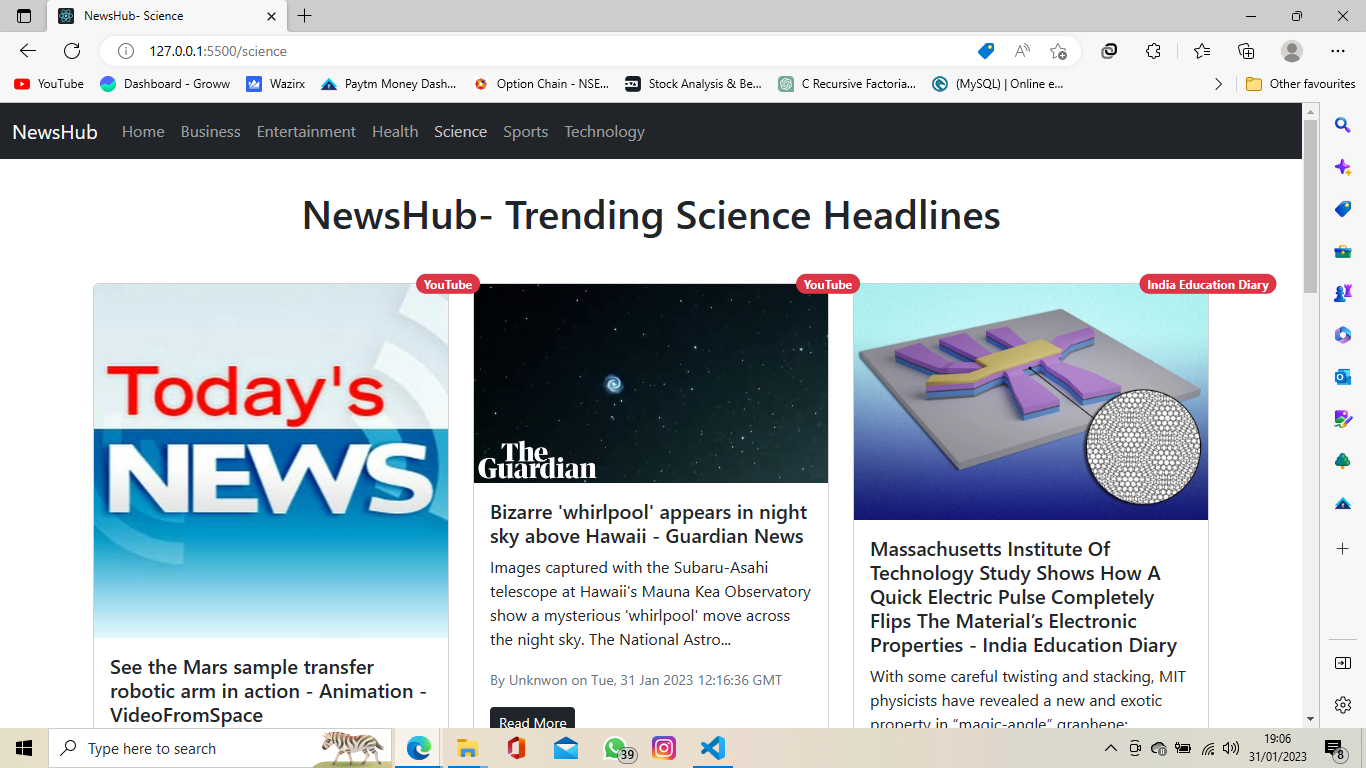 NewsHub- Science
127.0.0.1:5500/science
YouTube
Dashboard - Groww
Wazirx
Paytm Money Dash...
Option Chain - NSE...
Stock Analysis & Be...
C Recursive Factoria...
(MySQL) | Online e...
Other favourites
NewsHub Home Business Entertainment Health Science Sports Technology
NewsHub- Trending Science Headlines
YouTube
Today's
NEWS
See the Mars sample transfer
robotic arm in action - Animation -
VideoFromSpace
YouTube
The
Guardian
Bizarre 'whirlpool' appears in night
sky above Hawaii - Guardian News
Images captured with the Subaru-Asahi
telescope at Hawaii's Mauna Kea Observatory
show a mysterious 'whirlpool' move across
the night sky. The National Astro...
By Unknwon on Tue, 31 Jan 2023 12:16:36 GMT
Read More
India Education Diary
Massachusetts Institute Of
Technology Study Shows How A
Quick Electric Pulse Completely
Flips The Material’s Electronic
Properties - India Education Diary
With some careful twisting and stacking, MIT
physicists have revealed a new and exotic
property in “magic-angle” graphene:
Type here to search
39
19:06
31/01/2023
8